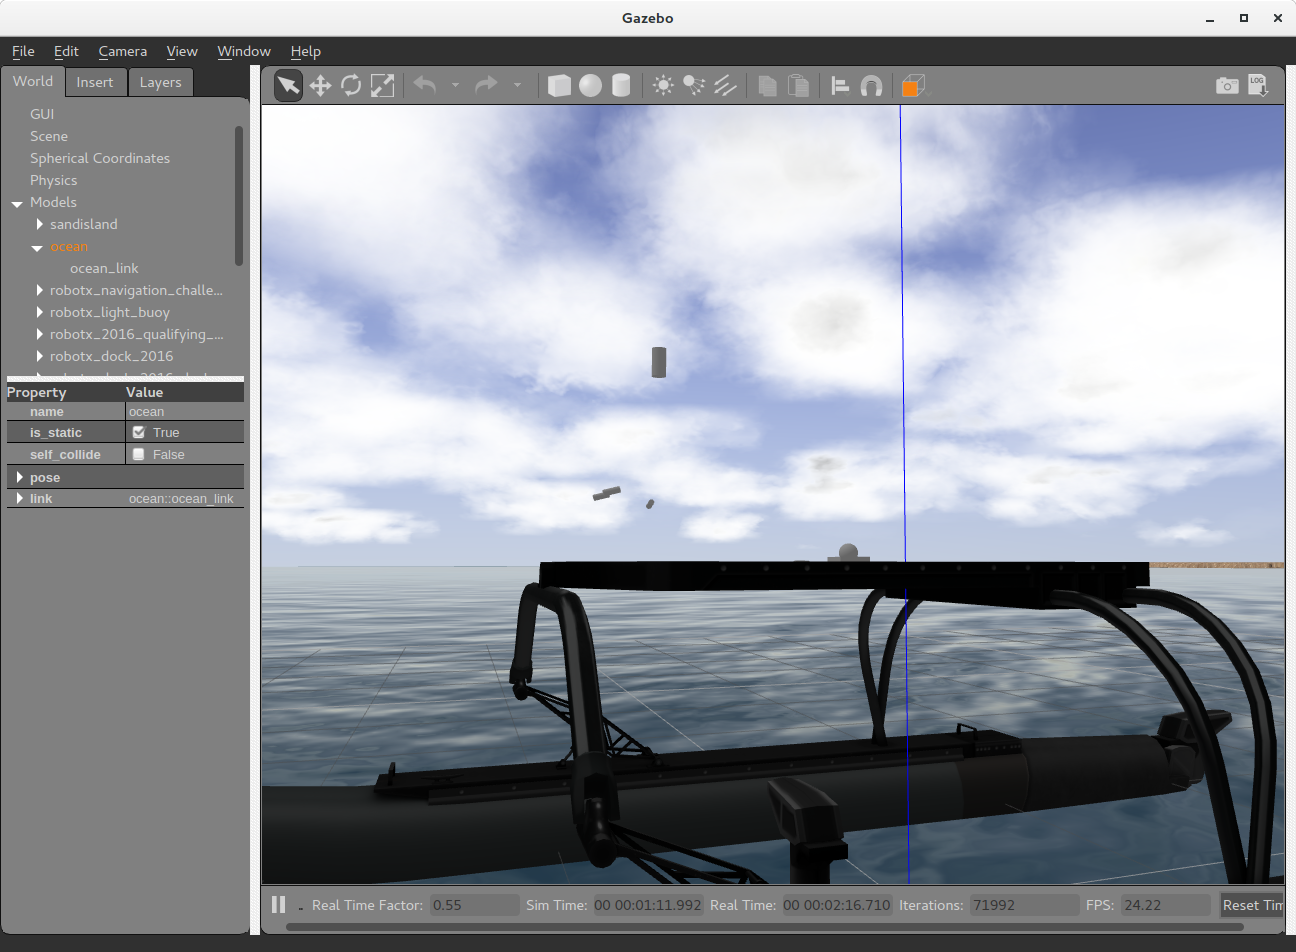 Gazebo
File Edit Camera View Window Help
World Insert Layers
LOG
GUI
Scene
Spherical Coordinates
Physics
Models
sandisland
ocean
ocean_link
robotx_navigation_challe...
robotx_light_buoy
robotx_2016_qualifying_...
robotx_dock_2016
Property Value
name ocean
is_static True
self_collide False
pose
link ocean::ocean_link
Real Time Factor: 0.55 Sim Time: 00 00:01:11.992 Real Time: 00 00:02:16.710 Iterations: 71992 FPS: 24.22 Reset Tim